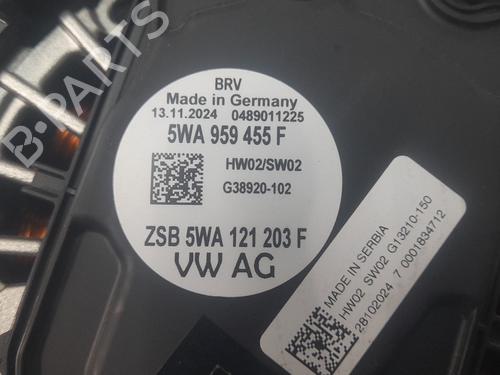 B-PARTS
BRV
Made in Germany
13.11.2024 0489011225
5WA 959 455 F
HW02/SW02
G38920-102
ZSB 5WA 121 203 F
VW AG
MADE IN SERBIA
HW02 SW02 G13210-150
28102024 7 0001834712